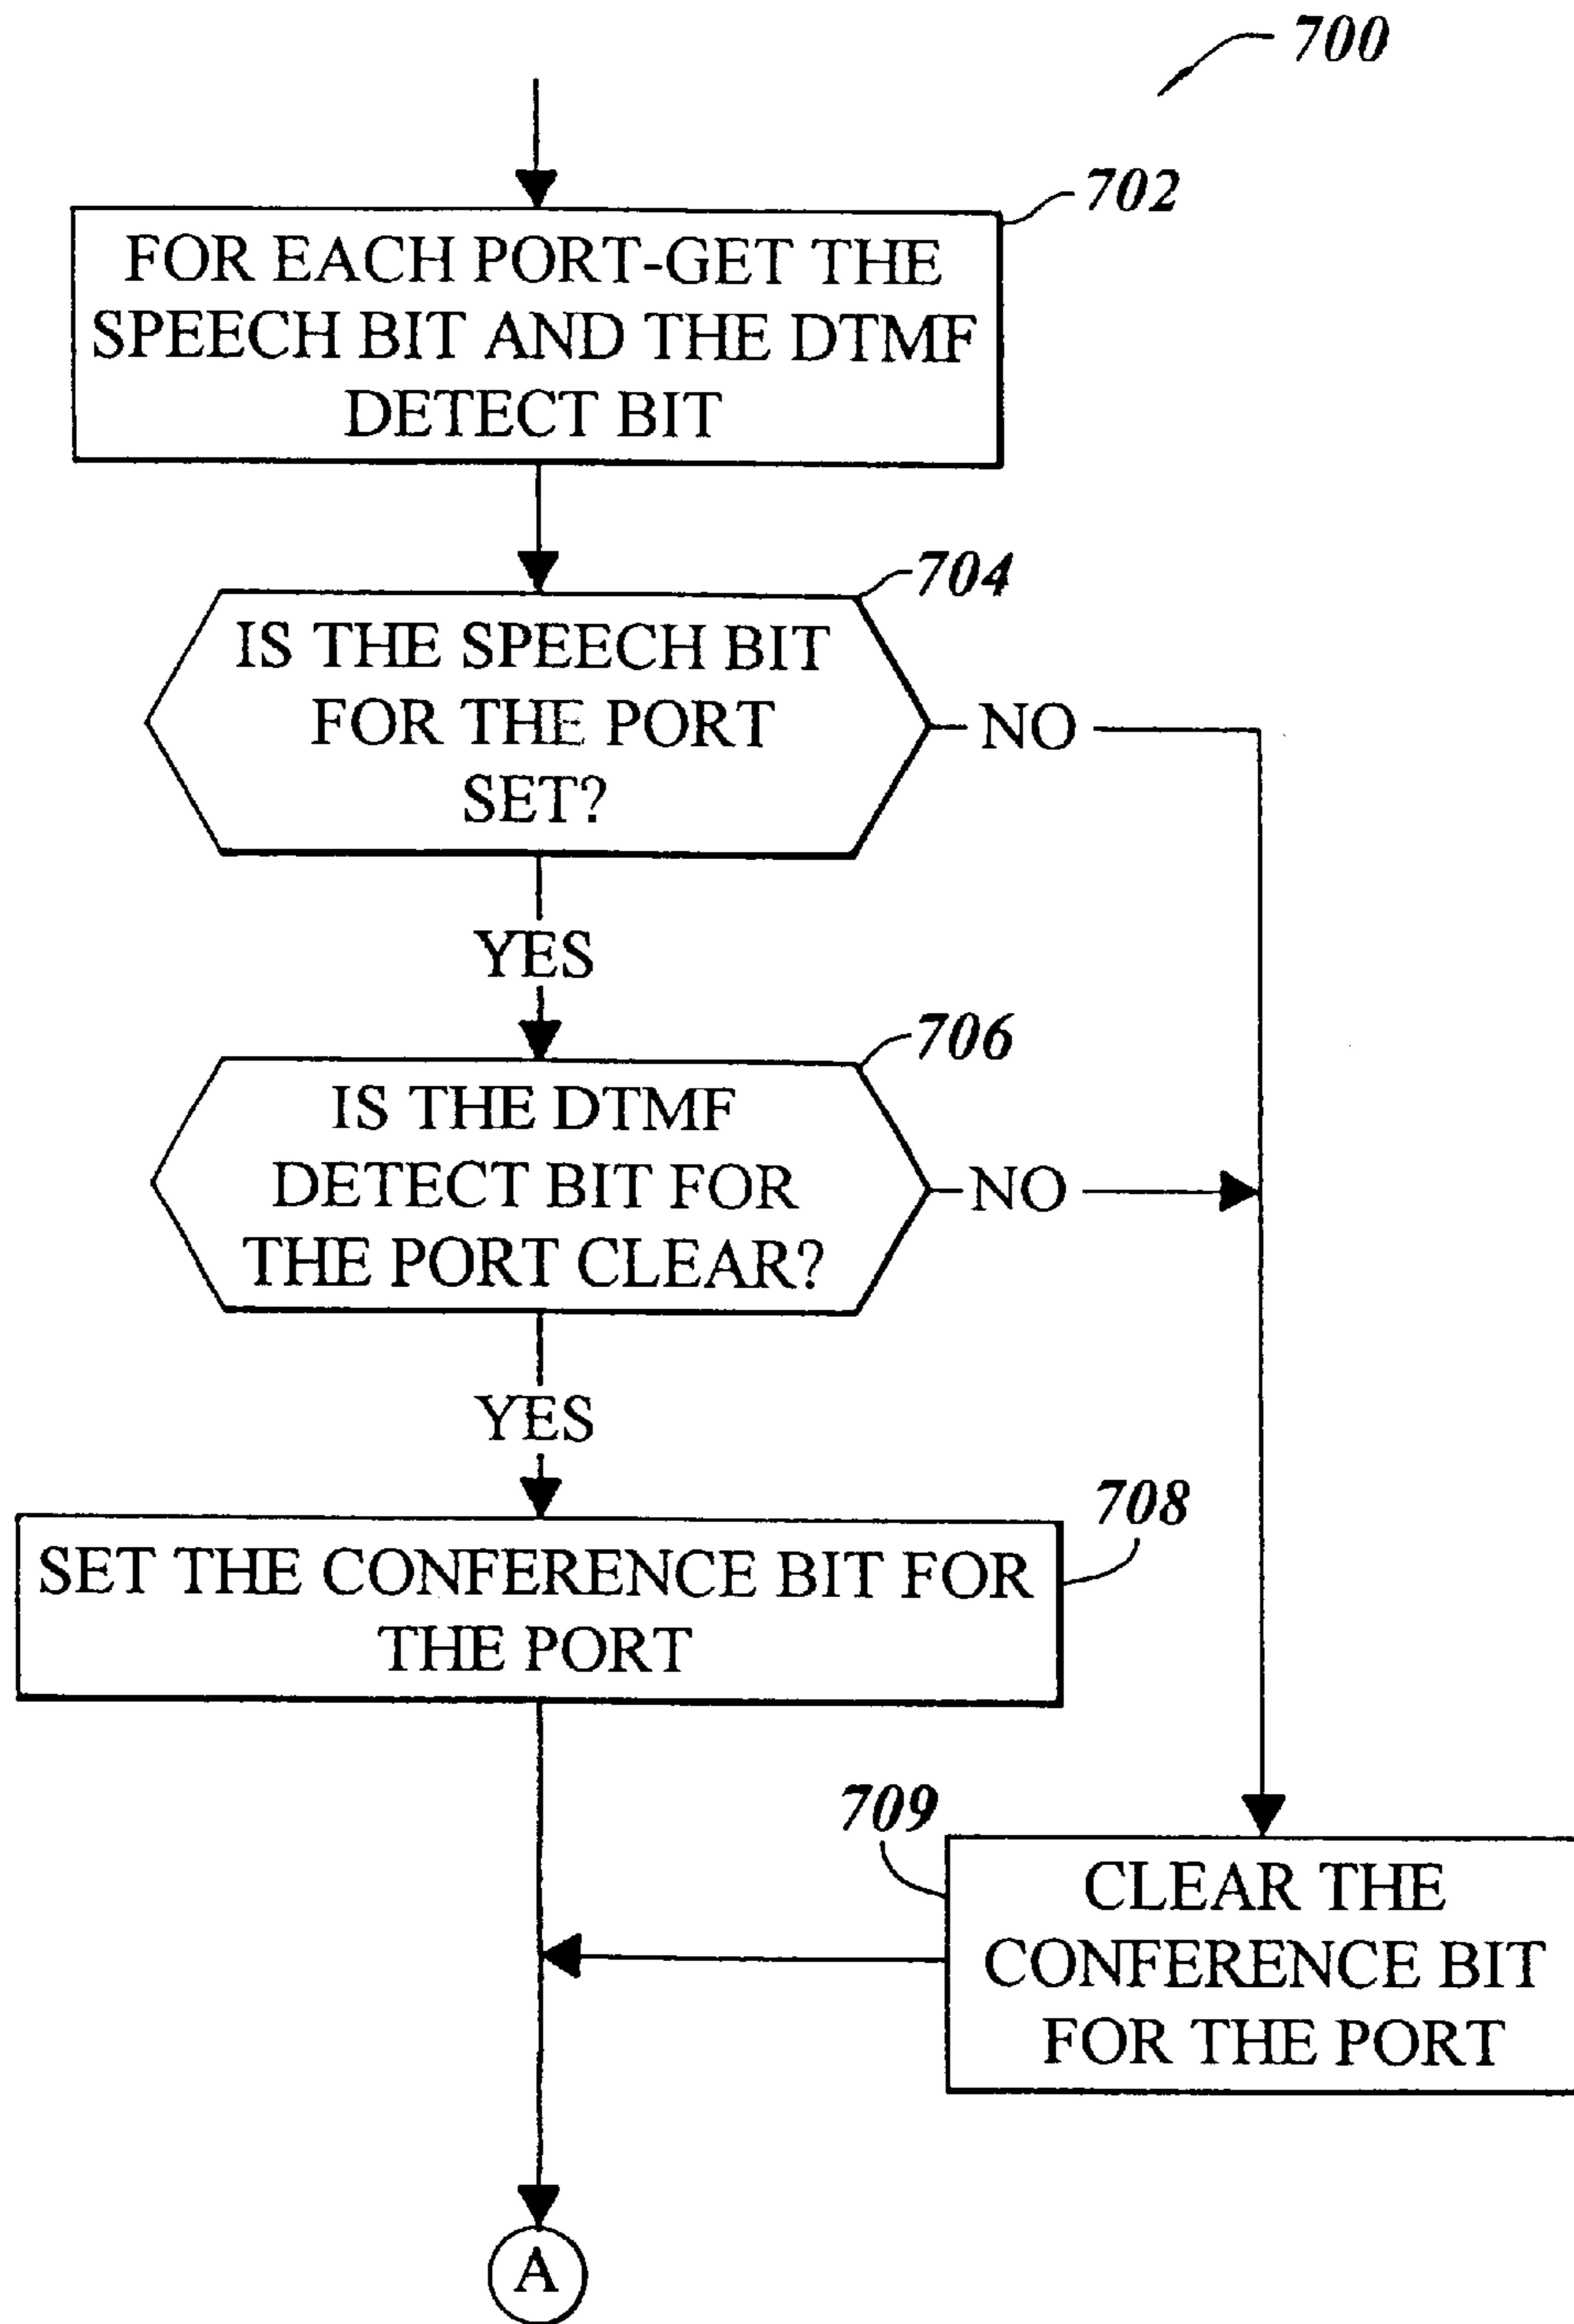 700
702
FOR EACH PORT-GET THE
SPEECH BIT AND THE DTMF
DETECT BIT
704
IS THE SPEECH BIT
FOR THE PORT
SET?
NO
YES
706
IS THE DTMF
DETECT BIT FOR
THE PORT CLEAR?
NO
YES
708
SET THE CONFERENCE BIT FOR
THE PORT
709
CLEAR THE
CONFERENCE BIT
FOR THE PORT
A